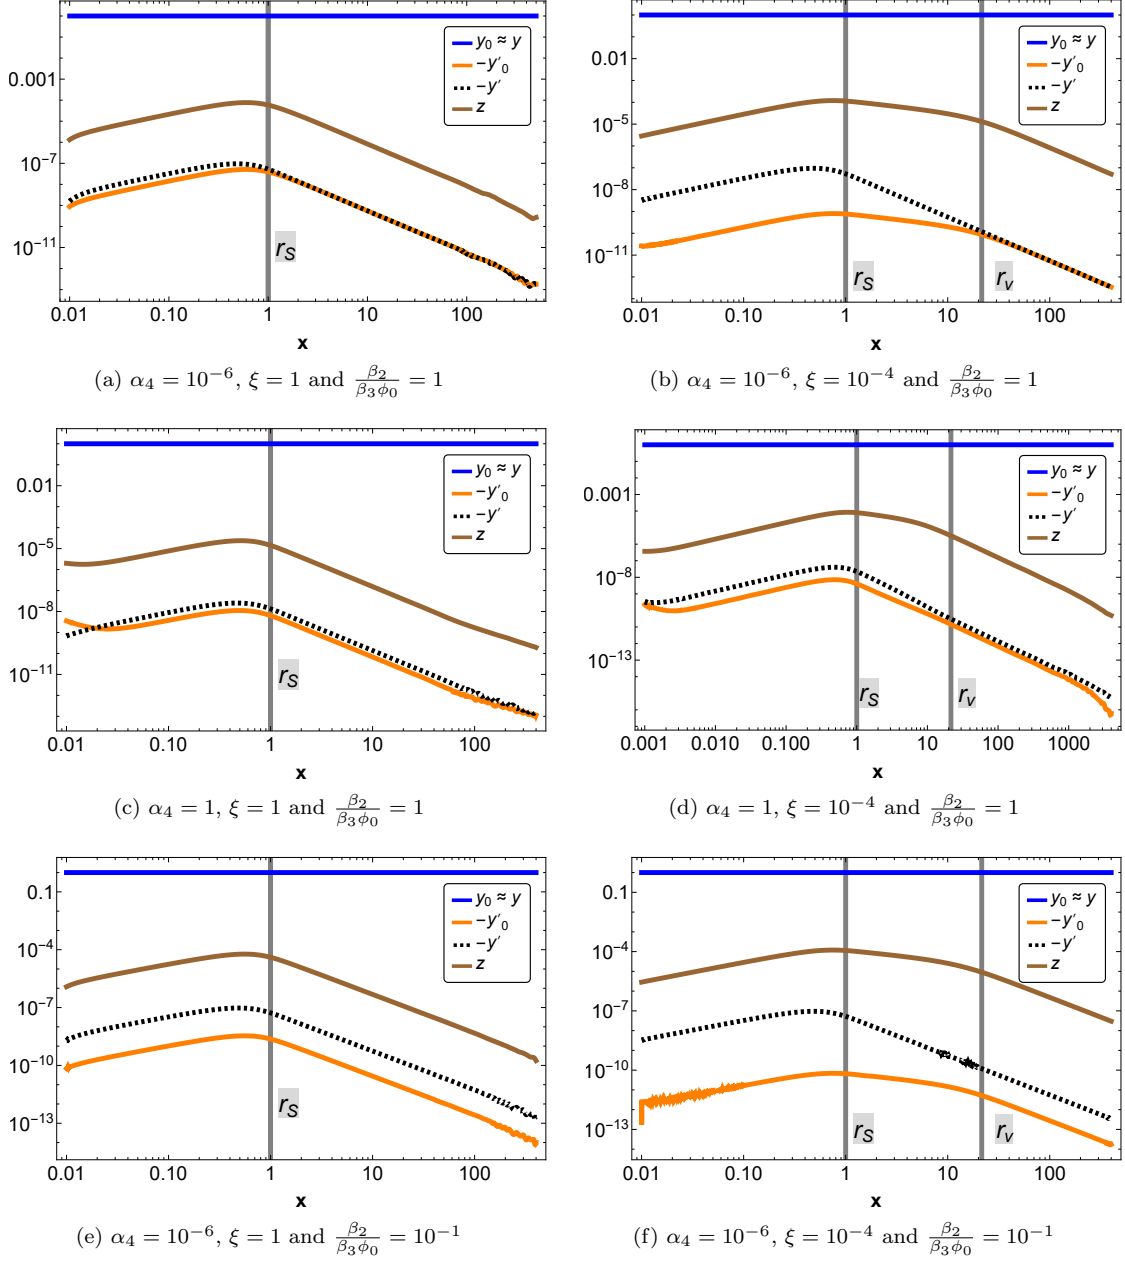 0.001
10⁻⁷
10⁻¹¹
y₀ ≈ y
−y′₀
−y′
z
r_S
0.01 0.10 1 10 100
x
(a) α₄ = 10⁻⁶, ξ = 1 and β₂/(β₃φ₀) = 1
0.01
10⁻⁵
10⁻⁸
10⁻¹¹
y₀ ≈ y
−y′₀
−y′
z
r_S r_v
0.01 0.10 1 10 100
x
(b) α₄ = 10⁻⁶, ξ = 10⁻⁴ and β₂/(β₃φ₀) = 1
0.01
10⁻⁵
10⁻⁸
10⁻¹¹
y₀ ≈ y
−y′₀
−y′
z
r_S
0.01 0.10 1 10 100
x
(c) α₄ = 1, ξ = 1 and β₂/(β₃φ₀) = 1
0.001
10⁻⁸
10⁻¹³
y₀ ≈ y
−y′₀
−y′
z
r_S r_v
0.001 0.010 0.100 1 10 100 1000
x
(d) α₄ = 1, ξ = 10⁻⁴ and β₂/(β₃φ₀) = 1
0.1
10⁻⁴
10⁻⁷
10⁻¹⁰
10⁻¹³
y₀ ≈ y
−y′₀
−y′
z
r_S
0.01 0.10 1 10 100
x
(e) α₄ = 10⁻⁶, ξ = 1 and β₂/(β₃φ₀) = 10⁻¹
0.1
10⁻⁴
10⁻⁷
10⁻¹⁰
10⁻¹³
y₀ ≈ y
−y′₀
−y′
z
r_S r_v
0.01 0.10 1 10 100
x
(f) α₄ = 10⁻⁶, ξ = 10⁻⁴ and β₂/(β₃φ₀) = 10⁻¹